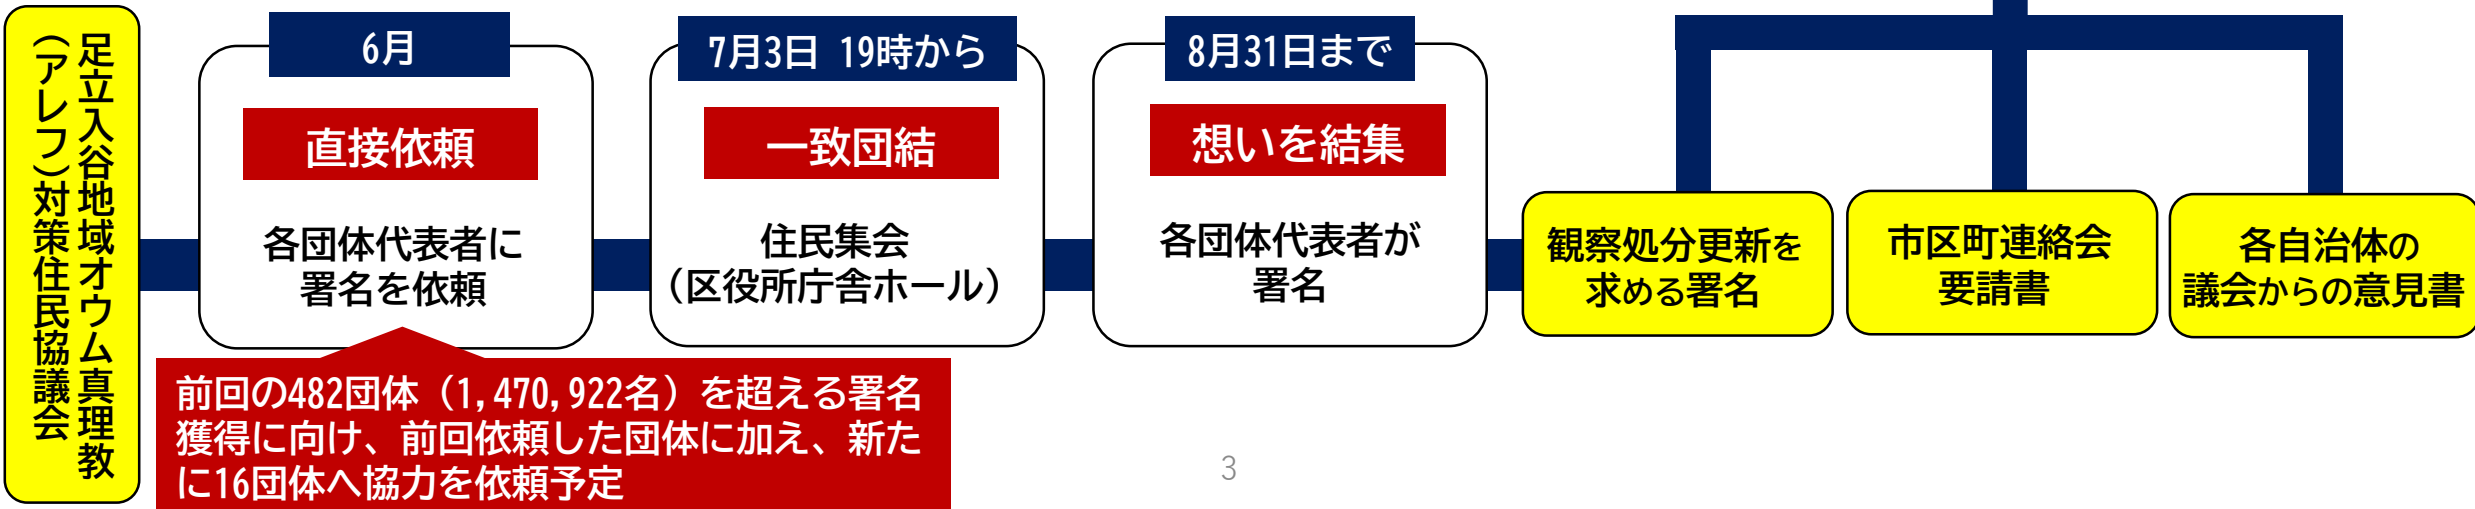 足立入谷地域オウム真理教
（アレフ）対策住民協議会
6月
直接依頼
各団体代表者に
署名を依頼
前回の482団体（1,470,922名）を超える署名
獲得に向け、前回依頼した団体に加え、新た
に16団体へ協力を依頼予定
7月3日 19時から
一致団結
住民集会
（区役所庁舎ホール）
8月31日まで
想いを結集
各団体代表者が
署名
観察処分更新を
求める署名
市区町連絡会
要請書
各自治体の
議会からの意見書
3